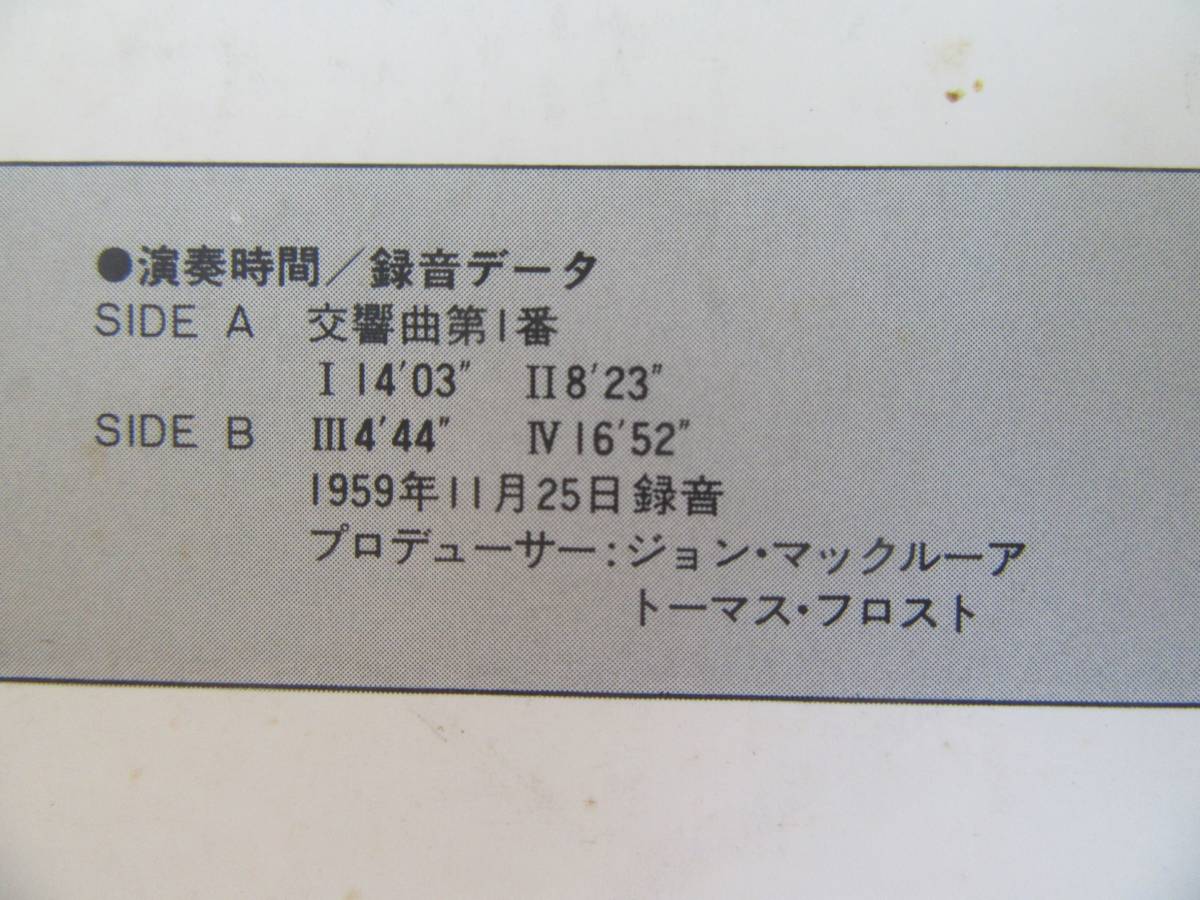 ●演奏時間／録音データ
SIDE A 交響曲第1番
I 14′03″ II 8′23″
SIDE B III 4′44″ IV 16′52″
1959年11月25日録音
プロデューサー：ジョン・マックルーア
トーマス・フロスト